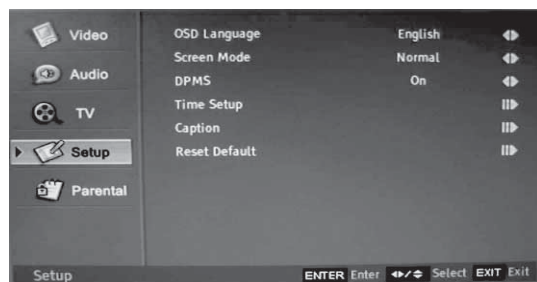 Video
Audio
TV
Setup
Parental
OSD Language English
Screen Mode Normal
DPMS On
Time Setup
Caption
Reset Default
Setup ENTER Enter Select EXIT Exit